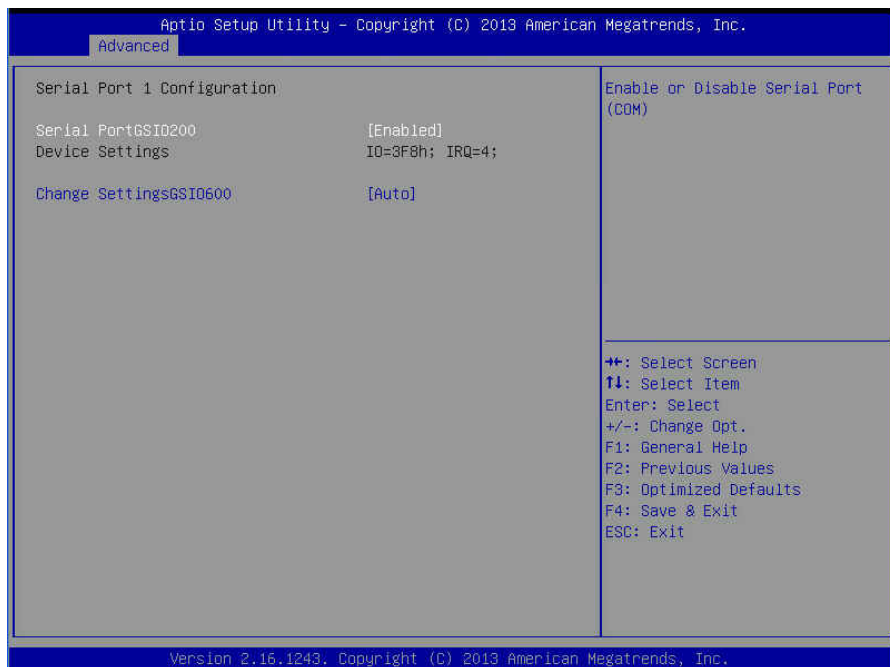 Aptio Setup Utility – Copyright (C) 2013 American Megatrends, Inc.
Advanced
Serial Port 1 Configuration
Serial PortGSIO200 [Enabled]
Device Settings IO=3F8h; IRQ=4;
Change SettingsGSIO600 [Auto]
Enable or Disable Serial Port
(COM)
→←: Select Screen
↑↓: Select Item
Enter: Select
+/-: Change Opt.
F1: General Help
F2: Previous Values
F3: Optimized Defaults
F4: Save & Exit
ESC: Exit
Version 2.16.1243. Copyright (C) 2013 American Megatrends, Inc.